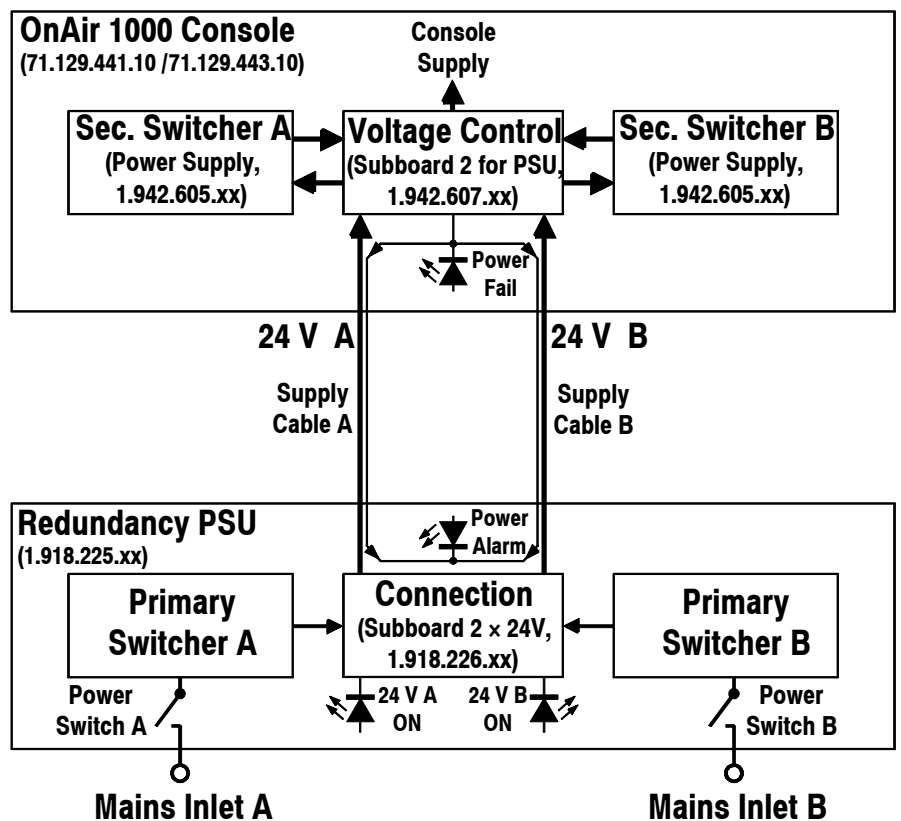 OnAir 1000 Console
(71.129.441.10 /71.129.443.10)
Console
Supply
Sec. Switcher A
(Power Supply,
1.942.605.xx)
Voltage Control
(Subboard 2 for PSU,
1.942.607.xx)
Sec. Switcher B
(Power Supply,
1.942.605.xx)
Power
Fail
24 V A
24 V B
Supply
Cable A
Supply
Cable B
Redundancy PSU
(1.918.225.xx)
Power
Alarm
Primary
Switcher A
Connection
(Subboard 2 × 24V,
1.918.226.xx)
Primary
Switcher B
Power
Switch A
24 V A
ON
24 V B
ON
Power
Switch B
Mains Inlet A
Mains Inlet B